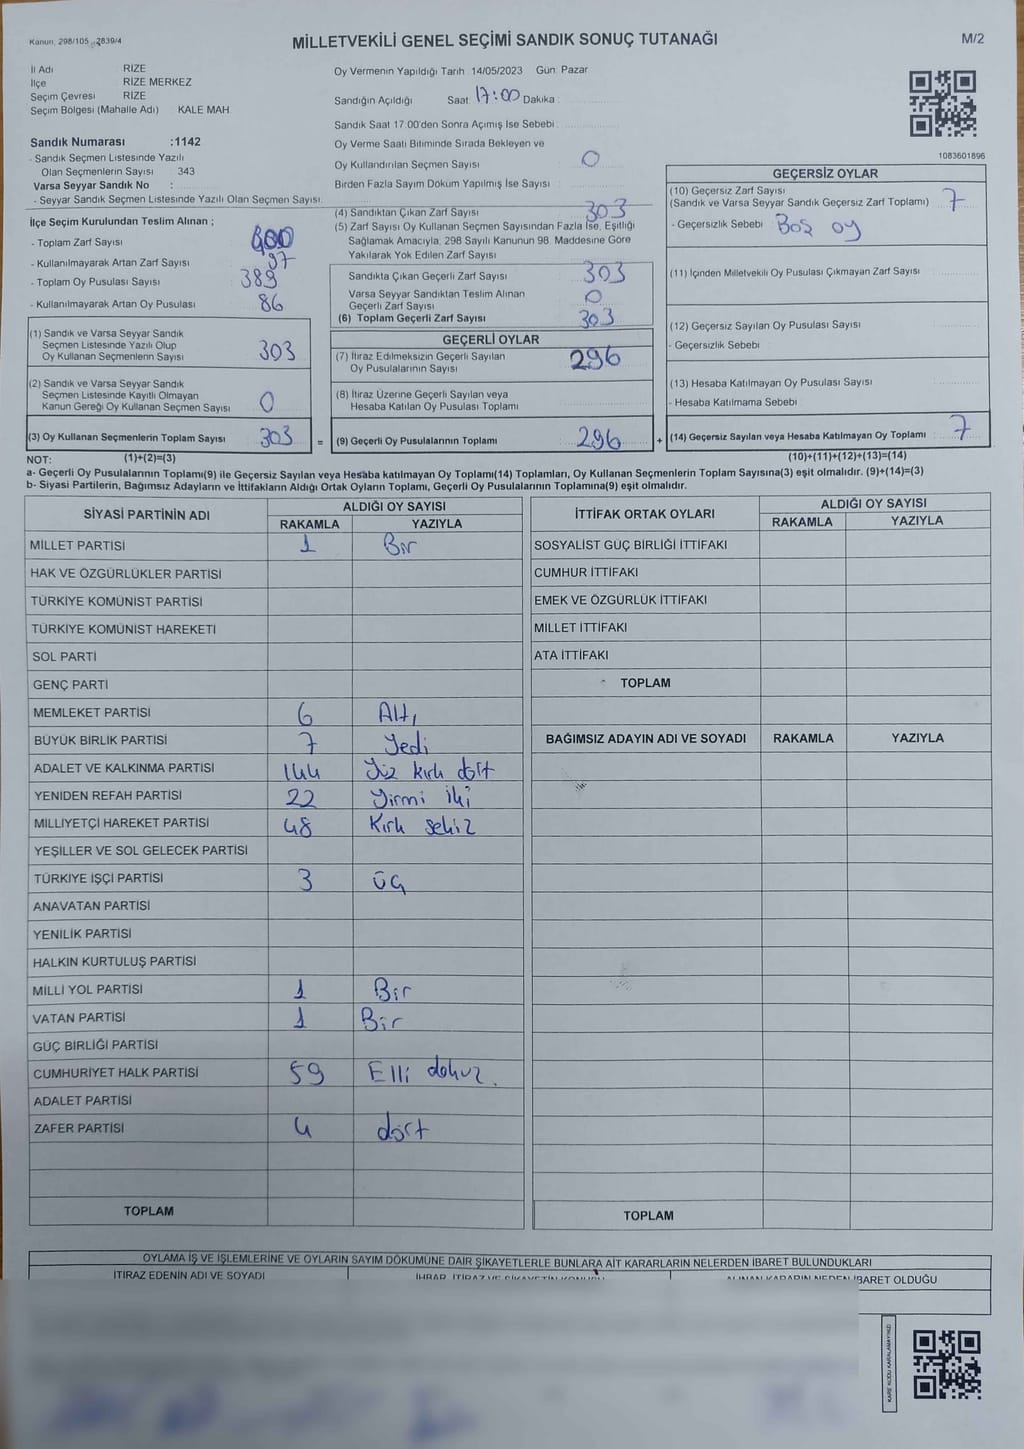 Kanun, 298/105, 2839/4
MİLLETVEKİLİ GENEL SEÇİMİ SANDIK SONUÇ TUTANAĞI
M/2
İl Adı RİZE
İlçe RİZE MERKEZ
Seçim Çevresi RİZE
Seçim Bölgesi (Mahalle Adı) : KALE MAH
Sandık Numarası :1142
- Sandık Seçmen Listesinde Yazılı
Olan Seçmenlerin Sayısı 343
Varsa Seyyar Sandık No :
- Seyyar Sandık Seçmen Listesinde Yazılı Olan Seçmen Sayısı
İlçe Seçim Kurulundan Teslim Alınan ;
- Toplam Zarf Sayısı 400
- Kullanılmayarak Artan Zarf Sayısı 97
- Toplam Oy Pusulası Sayısı 389
- Kullanılmayarak Artan Oy Pusulası 86
(1) Sandık ve Varsa Seyyar Sandık
Seçmen Listesinde Yazılı Olup
Oy Kullanan Seçmenlerin Sayısı 303
(2) Sandık ve Varsa Seyyar Sandık
Seçmen Listesinde Kayıtlı Olmayan
Kanun Gereği Oy Kullanan Seçmen Sayısı 0
(3) Oy Kullanan Seçmenlerin Toplam Sayısı 303
Oy Vermenin Yapıldığı Tarih 14/05/2023 Gün: Pazar
Sandığın Açıldığı Saat 17:00 Dakika :
Sandık Saat 17.00'den Sonra Açımış İse Sebebi :
Oy Verme Saati Bitiminde Sırada Bekleyen ve
Oy Kullandırılan Seçmen Sayısı 0
Birden Fazla Sayım Döküm Yapılmış İse Sayısı :
(4) Sandıktan Çıkan Zarf Sayısı 303
(5) Zarf Sayısı Oy Kullanan Seçmen Sayısından Fazla İse, Eşitliği
Sağlamak Amacıyla, 298 Sayılı Kanunun 98. Maddesine Göre
Yakılarak Yok Edilen Zarf Sayısı
Sandıkta Çıkan Geçerli Zarf Sayısı 303
Varsa Seyyar Sandıktan Teslim Alınan
Geçerli Zarf Sayısı 0
(6) Toplam Geçerli Zarf Sayısı 303
GEÇERLİ OYLAR
(7) İtiraz Edilmeksizin Geçerli Sayılan
Oy Pusulalarının Sayısı 296
(8) İtiraz Üzerine Geçerli Sayılan veya
Hesaba Katılan Oy Pusulası Toplamı
= (9) Geçerli Oy Pusulalarının Toplamı 296
1083601896
GEÇERSİZ OYLAR
(10) Geçersiz Zarf Sayısı
(Sandık ve Varsa Seyyar Sandık Geçersiz Zarf Toplamı) 7
- Geçersizlik Sebebi : Boş oy
(11) İçinden Milletvekili Oy Pusulası Çıkmayan Zarf Sayısı
(12) Geçersiz Sayılan Oy Pusulası Sayısı
- Geçersizlik Sebebi :
(13) Hesaba Katılmayan Oy Pusulası Sayısı
- Hesaba Katılmama Sebebi :
+ (14) Geçersiz Sayılan veya Hesaba Katılmayan Oy Toplamı 7
NOT: (1)+(2)=(3) (10)+(11)+(12)+(13)=(14)
a- Geçerli Oy Pusulalarının Toplamı(9) ile Geçersiz Sayılan veya Hesaba katılmayan Oy Toplamı(14) Toplamları, Oy Kullanan Seçmenlerin Toplam Sayısına(3) eşit olmalıdır. (9)+(14)=(3)
b- Siyasi Partilerin, Bağımsız Adayların ve İttifakların Aldığı Ortak Oyların Toplamı, Geçerli Oy Pusulalarının Toplamına(9) eşit olmalıdır.
SİYASİ PARTİNİN ADI ALDIĞI OY SAYISI
RAKAMLA YAZIYLA
MİLLET PARTİSİ 1 Bir
HAK VE ÖZGÜRLÜKLER PARTİSİ
TÜRKİYE KOMÜNİST PARTİSİ
TÜRKİYE KOMÜNİST HAREKETİ
SOL PARTİ
GENÇ PARTİ
MEMLEKET PARTİSİ 6 Altı
BÜYÜK BİRLİK PARTİSİ 7 Yedi
ADALET VE KALKINMA PARTİSİ 144 Yüz kırk dört
YENİDEN REFAH PARTİSİ 22 Yirmi iki
MİLLİYETÇİ HAREKET PARTİSİ 48 Kırk sekiz
YEŞİLLER VE SOL GELECEK PARTİSİ
TÜRKİYE İŞÇİ PARTİSİ 3 üç
ANAVATAN PARTİSİ
YENİLİK PARTİSİ
HALKIN KURTULUŞ PARTİSİ
MİLLİ YOL PARTİSİ 1 Bir
VATAN PARTİSİ 1 Bir
GÜÇ BİRLİĞİ PARTİSİ
CUMHURİYET HALK PARTİSİ 59 Elli dokuz.
ADALET PARTİSİ
ZAFER PARTİSİ 4 dört
TOPLAM
İTTİFAK ORTAK OYLARI ALDIĞI OY SAYISI
RAKAMLA YAZIYLA
SOSYALİST GÜÇ BİRLİĞİ İTTİFAKI
CUMHUR İTTİFAKI
EMEK VE ÖZGÜRLÜK İTTİFAKI
MİLLET İTTİFAKI
ATA İTTİFAKI
TOPLAM
BAĞIMSIZ ADAYIN ADI VE SOYADI RAKAMLA YAZIYLA
TOPLAM
OYLAMA İŞ VE İŞLEMLERİNE VE OYLARIN SAYIM DÖKÜMÜNE DAİR ŞİKAYETLERLE BUNLARA AİT KARARLARIN NELERDEN İBARET BULUNDUKLARI
İTİRAZ EDENİN ADI VE SOYADI İHBAR, İTİRAZ VE ŞİKAYETİN KONUSU ALINAN KARARIN NEDEN İBARET OLDUĞU
KARE KODU KARALAMAYINIZ!